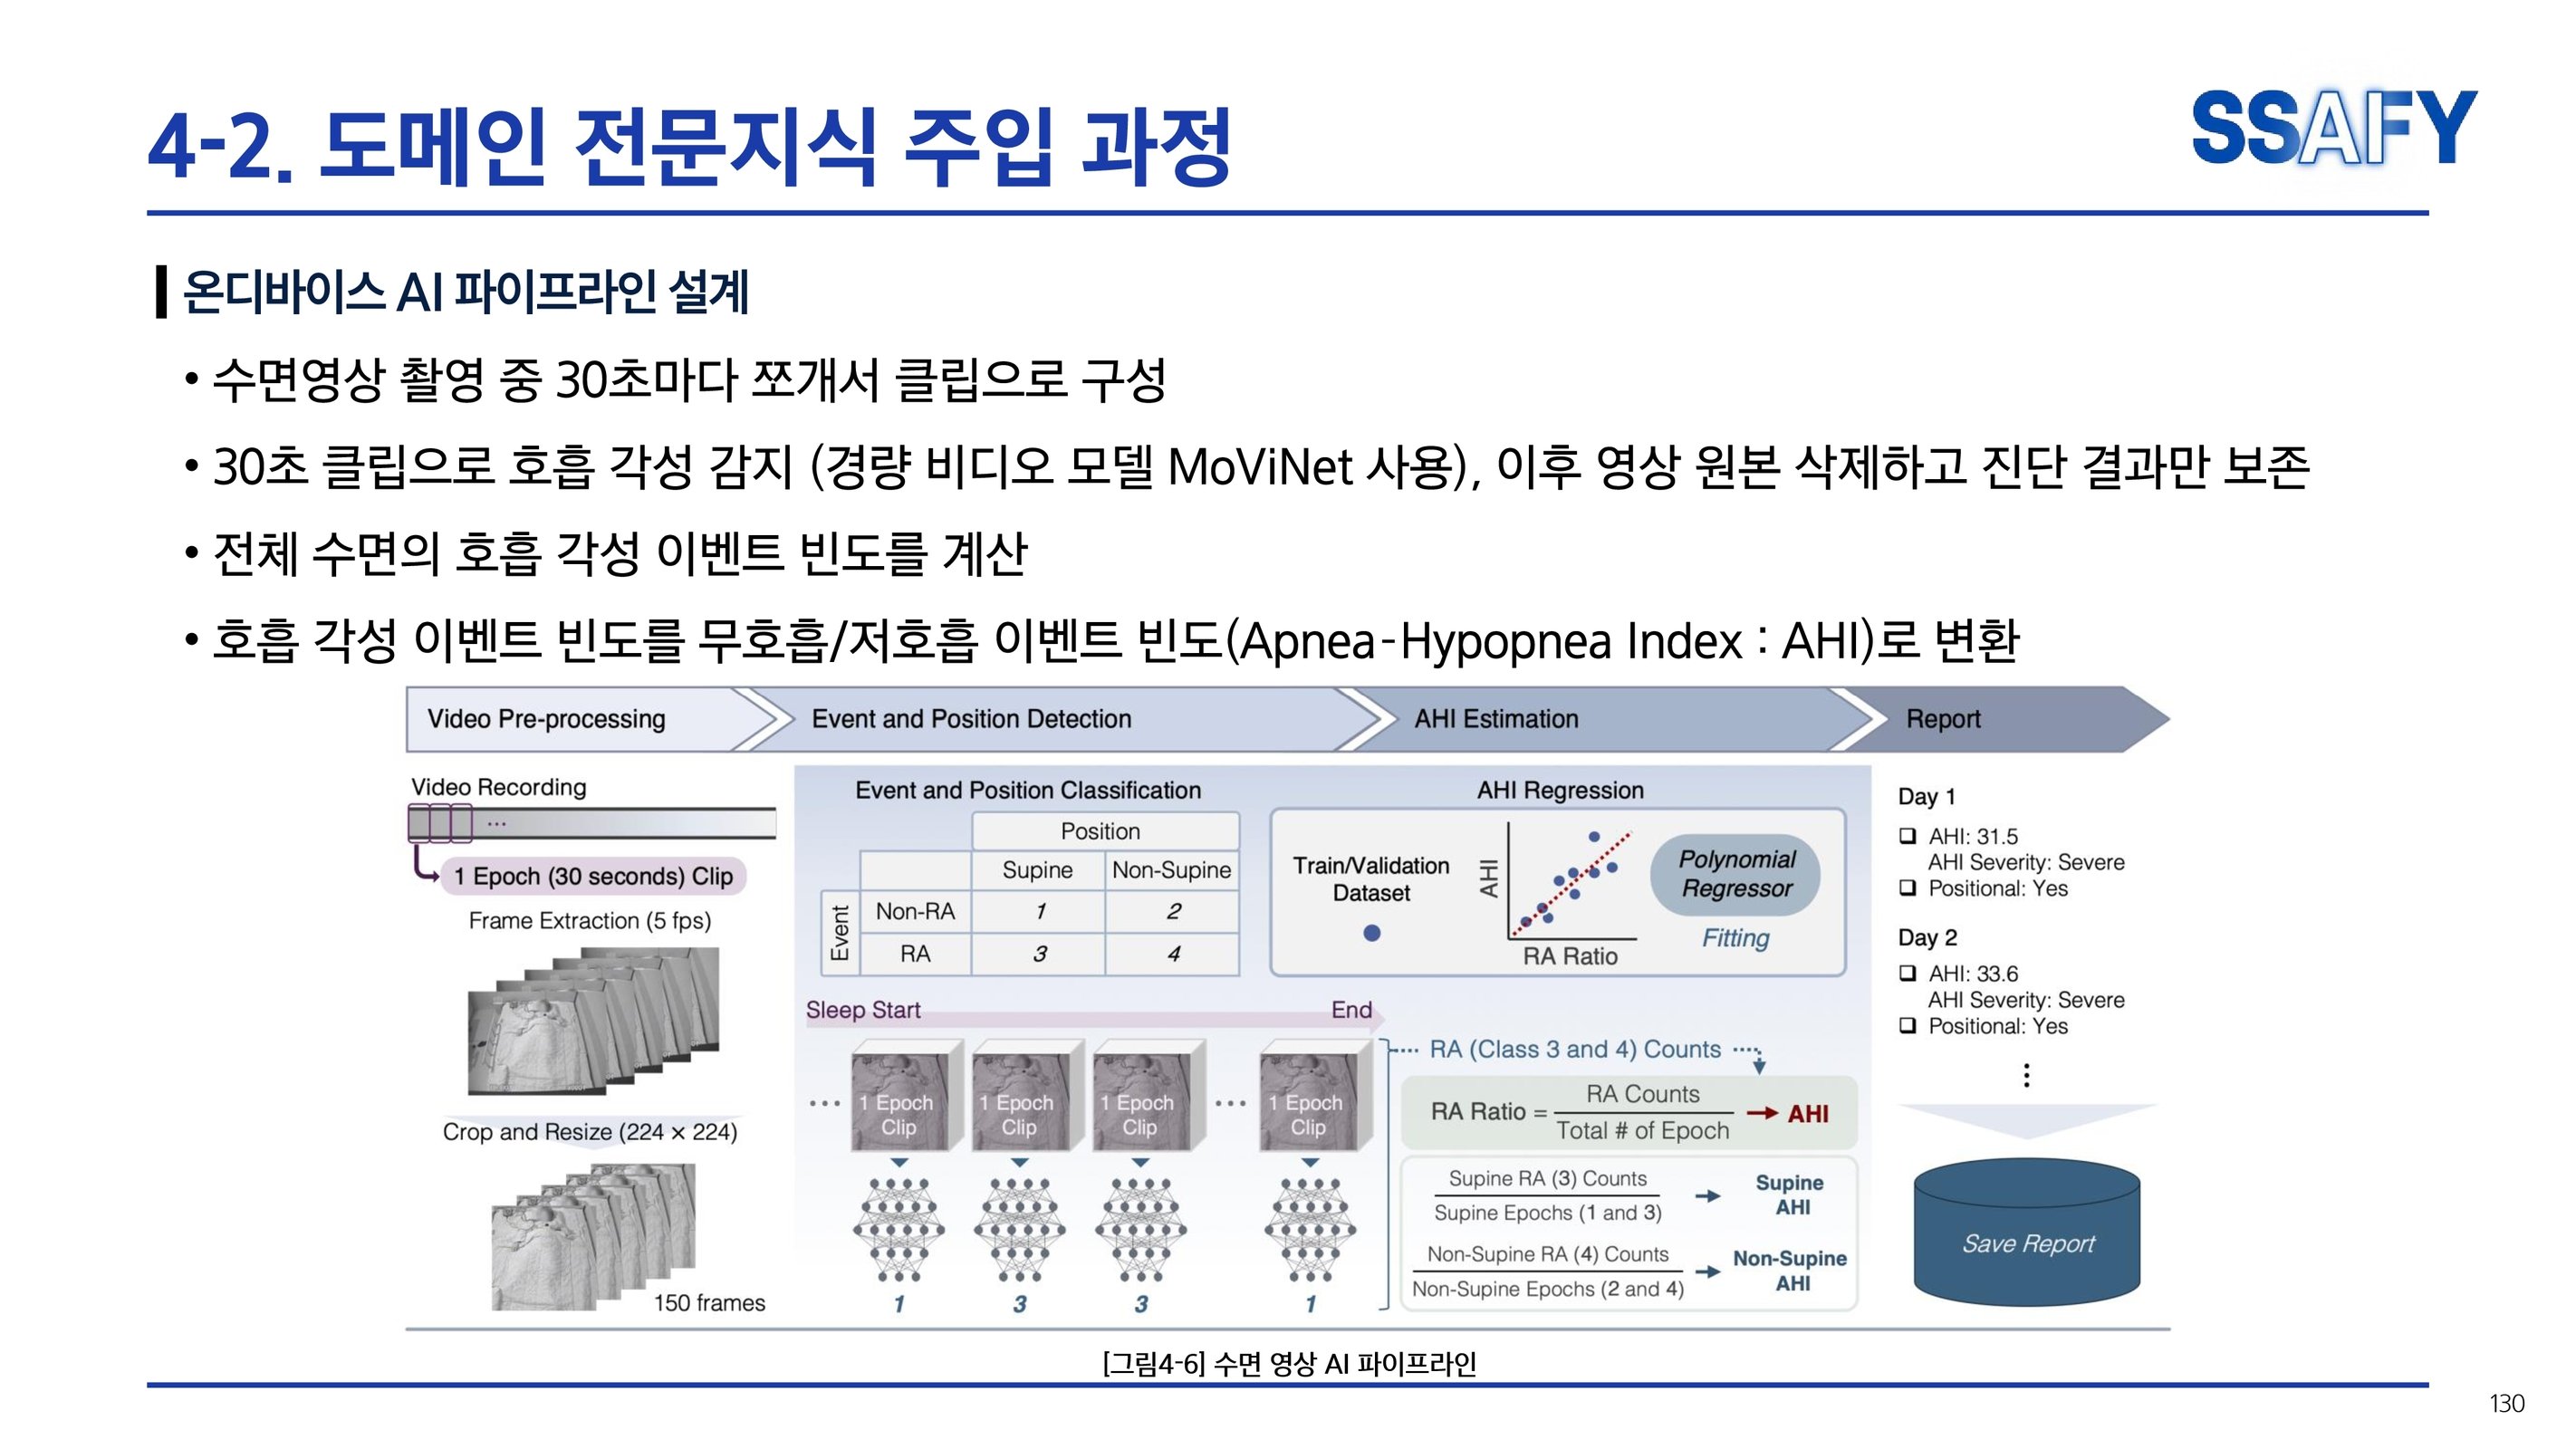 4-2. 도메인 전문지식 주입 과정
SSAFY
온디바이스 AI 파이프라인 설계
• 수면영상 촬영 중 30초마다 쪼개서 클립으로 구성
• 30초 클립으로 호흡 각성 감지 (경량 비디오 모델 MoViNet 사용), 이후 영상 원본 삭제하고 진단 결과만 보존
• 전체 수면의 호흡 각성 이벤트 빈도를 계산
• 호흡 각성 이벤트 빈도를 무호흡/저호흡 이벤트 빈도(Apnea-Hypopnea Index : AHI)로 변환
Video Pre-processing
Event and Position Detection
AHI Estimation
Report
Video Recording
...
1 Epoch (30 seconds) Clip
Frame Extraction (5 fps)
Crop and Resize (224 × 224)
150 frames
Event and Position Classification
Position
Supine Non-Supine
Event
Non-RA 1 2
RA 3 4
Sleep Start End
... 1 Epoch Clip 1 Epoch Clip 1 Epoch Clip ... 1 Epoch Clip
1 3 3 1
AHI Regression
Train/Validation
Dataset
AHI
RA Ratio
Polynomial
Regressor
Fitting
RA (Class 3 and 4) Counts
RA Ratio = RA Counts / Total # of Epoch → AHI
Supine RA (3) Counts
Supine Epochs (1 and 3)
→ Supine
AHI
Non-Supine RA (4) Counts
Non-Supine Epochs (2 and 4)
→ Non-Supine
AHI
Day 1
❑ AHI: 31.5
AHI Severity: Severe
❑ Positional: Yes
Day 2
❑ AHI: 33.6
AHI Severity: Severe
❑ Positional: Yes
⋮
Save Report
[그림4-6] 수면 영상 AI 파이프라인
130